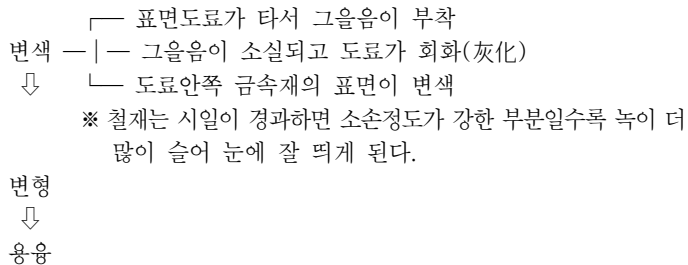 ┌─ 표면도료가 타서 그을음이 부착
변색 ─|─ 그을음이 소실되고 도료가 회화(灰化)
⇩ └─ 도료안쪽 금속재의 표면이 변색
※ 철재는 시일이 경과하면 소손정도가 강한 부분일수록 녹이 더
많이 슬어 눈에 잘 띄게 된다.
변형
⇩
용융